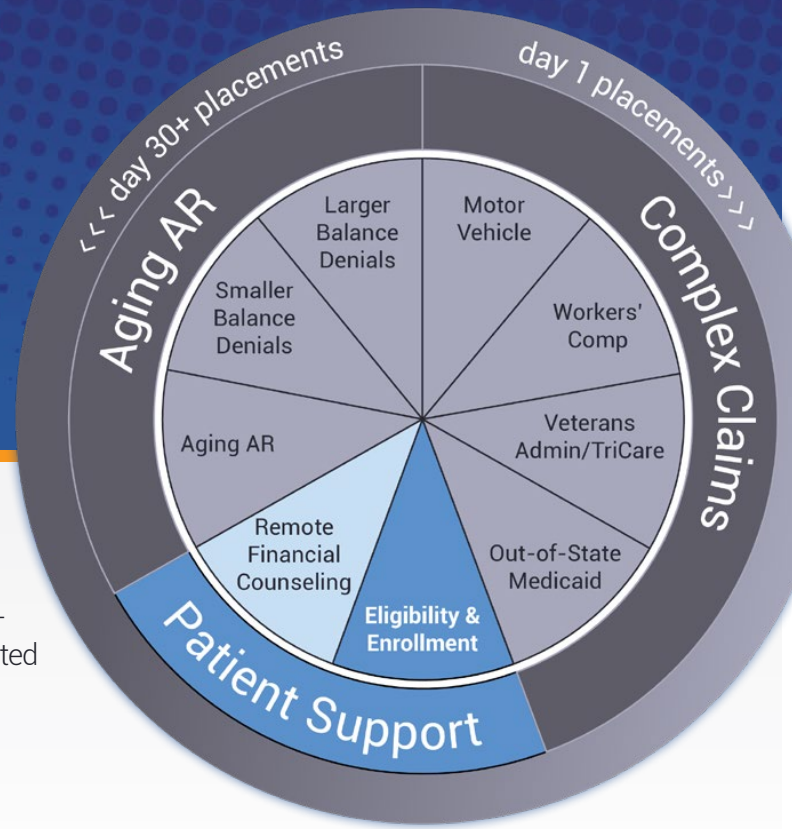 <<< day 30+ placements
day 1 placements >>>
Aging AR
Complex Claims
Larger
Balance
Denials
Motor
Vehicle
Smaller
Balance
Denials
Workers'
Comp
Aging AR
Veterans
Admin/TriCare
Remote
Financial
Counseling
Eligibility &
Enrollment
Out-of-State
Medicaid
Patient Support
ted